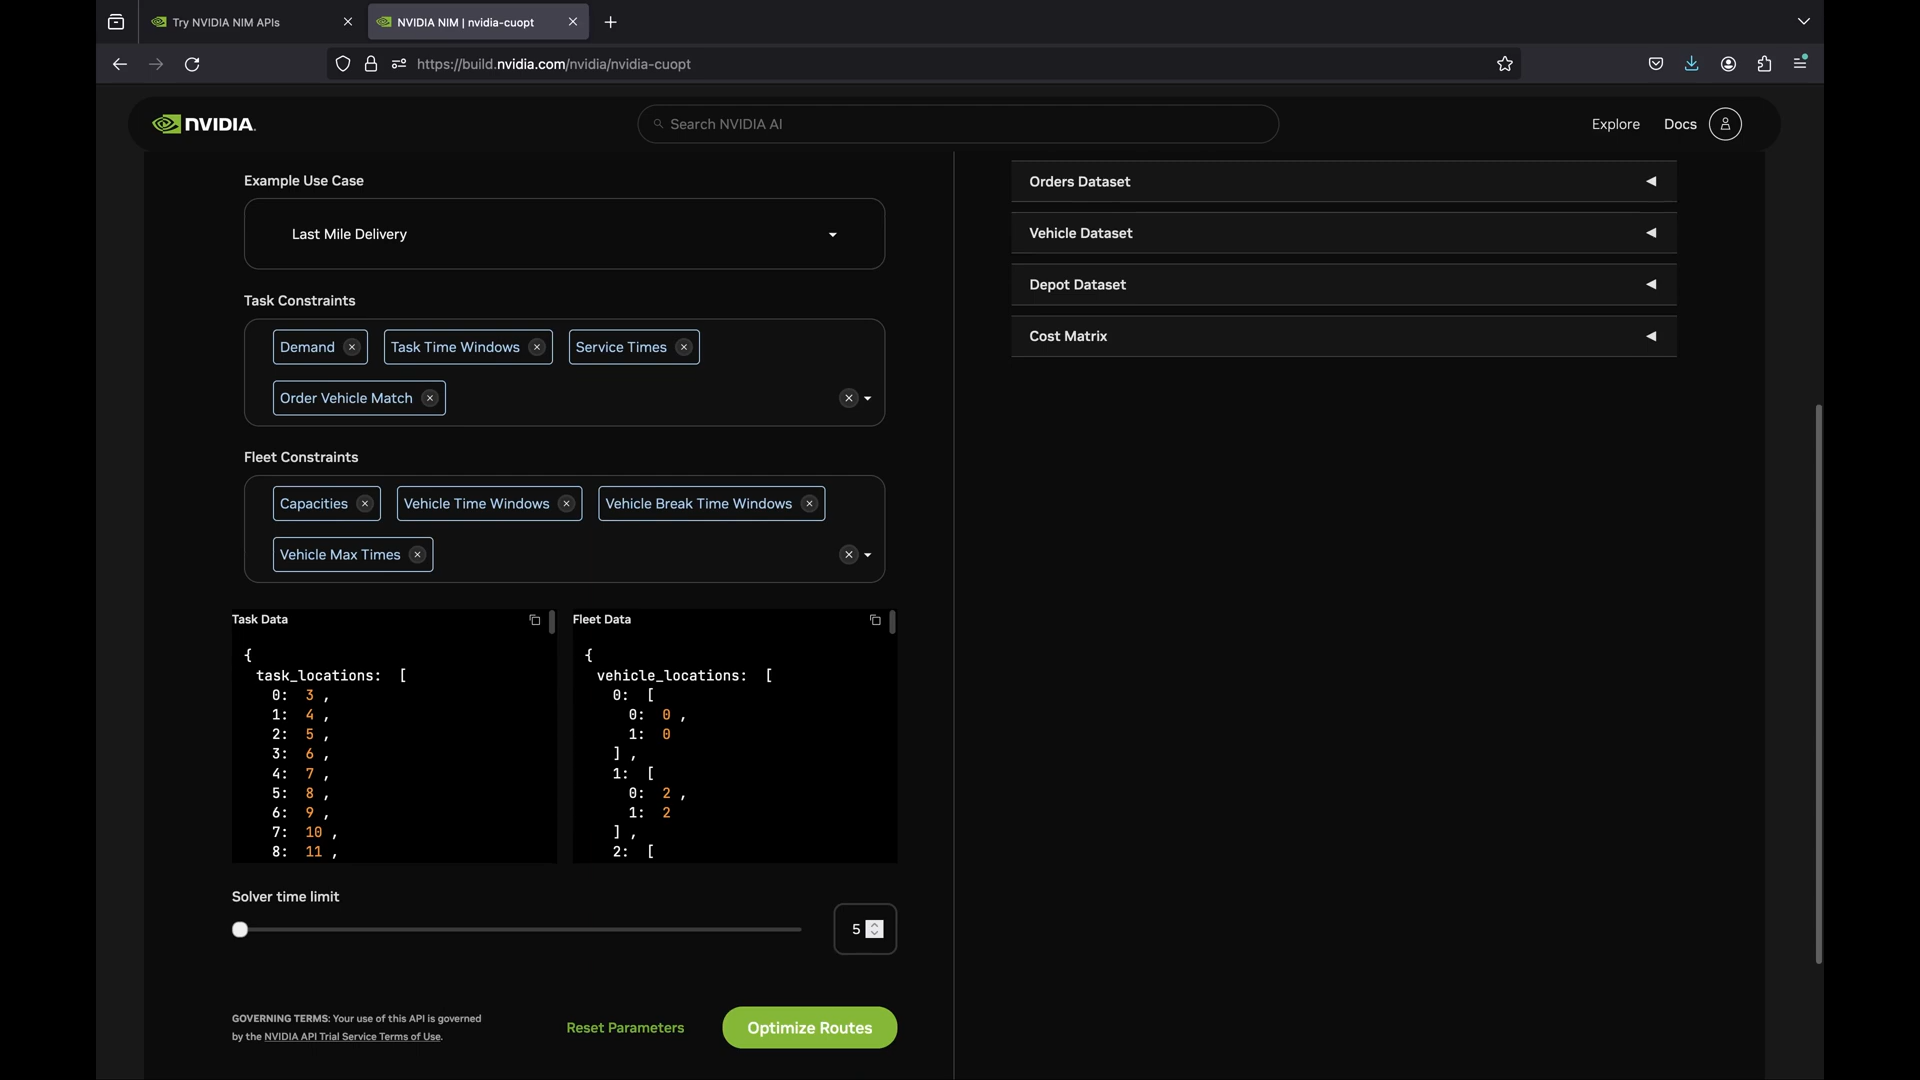 Try NVIDIA NIM APIs
NVIDIA NIM | nvidia-cuopt
https://build.nvidia.com/nvidia/nvidia-cuopt
NVIDIA.
Search NVIDIA AI
Explore
Docs
Example Use Case
Last Mile Delivery
Task Constraints
Demand
Task Time Windows
Service Times
Order Vehicle Match
Fleet Constraints
Capacities
Vehicle Time Windows
Vehicle Break Time Windows
Vehicle Max Times
Task Data
{
task_locations: [
0: 3 ,
1: 4 ,
2: 5 ,
3: 6 ,
4: 7 ,
5: 8 ,
6: 9 ,
7: 10 ,
8: 11 ,
Fleet Data
{
vehicle_locations: [
0: [
0: 0 ,
1: 0
] ,
1: [
0: 2 ,
1: 2
] ,
2: [
Solver time limit
5
GOVERNING TERMS: Your use of this API is governed
by the NVIDIA API Trial Service Terms of Use.
Reset Parameters
Optimize Routes
Orders Dataset
Vehicle Dataset
Depot Dataset
Cost Matrix